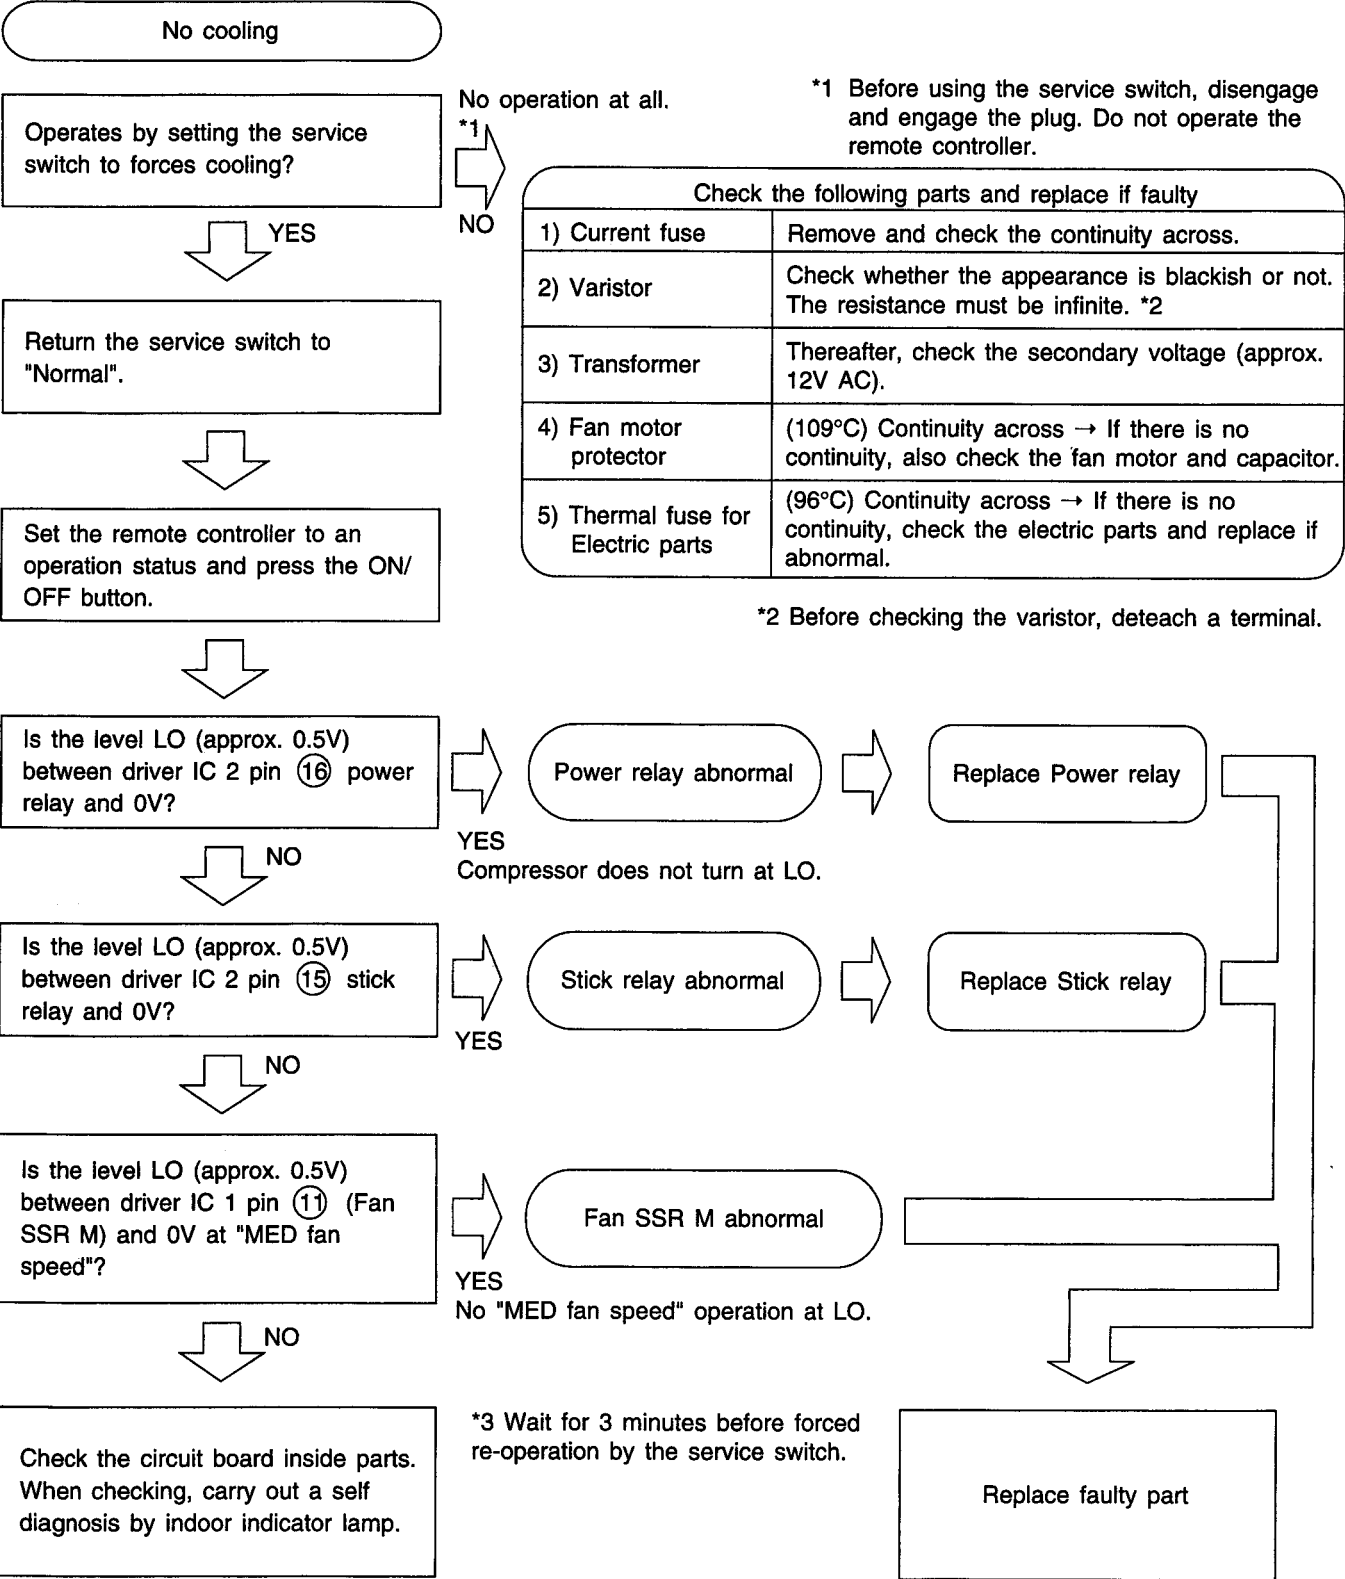 No cooling
Operates by setting the service
switch to forces cooling?
No operation at all.
*1
NO
*1 Before using the service switch, disengage
and engage the plug. Do not operate the
remote controller.
Check the following parts and replace if faulty
1) Current fuse
Remove and check the continuity across.
2) Varistor
Check whether the appearance is blackish or not.
The resistance must be infinite. *2
3) Transformer
Thereafter, check the secondary voltage (approx.
12V AC).
4) Fan motor
protector
(109°C) Continuity across → If there is no
continuity, also check the fan motor and capacitor.
5) Thermal fuse for
Electric parts
(96°C) Continuity across → If there is no
continuity, check the electric parts and replace if
abnormal.
*2 Before checking the varistor, deteach a terminal.
YES
Return the service switch to
"Normal".
Set the remote controller to an
operation status and press the ON/
OFF button.
Is the level LO (approx. 0.5V)
between driver IC 2 pin ⑯ power
relay and 0V?
YES
Compressor does not turn at LO.
Power relay abnormal
Replace Power relay
NO
Is the level LO (approx. 0.5V)
between driver IC 2 pin ⑮ stick
relay and 0V?
YES
Stick relay abnormal
Replace Stick relay
NO
Is the level LO (approx. 0.5V)
between driver IC 1 pin ⑪ (Fan
SSR M) and 0V at "MED fan
speed"?
YES
No "MED fan speed" operation at LO.
Fan SSR M abnormal
NO
Check the circuit board inside parts.
When checking, carry out a self
diagnosis by indoor indicator lamp.
*3 Wait for 3 minutes before forced
re-operation by the service switch.
Replace faulty part